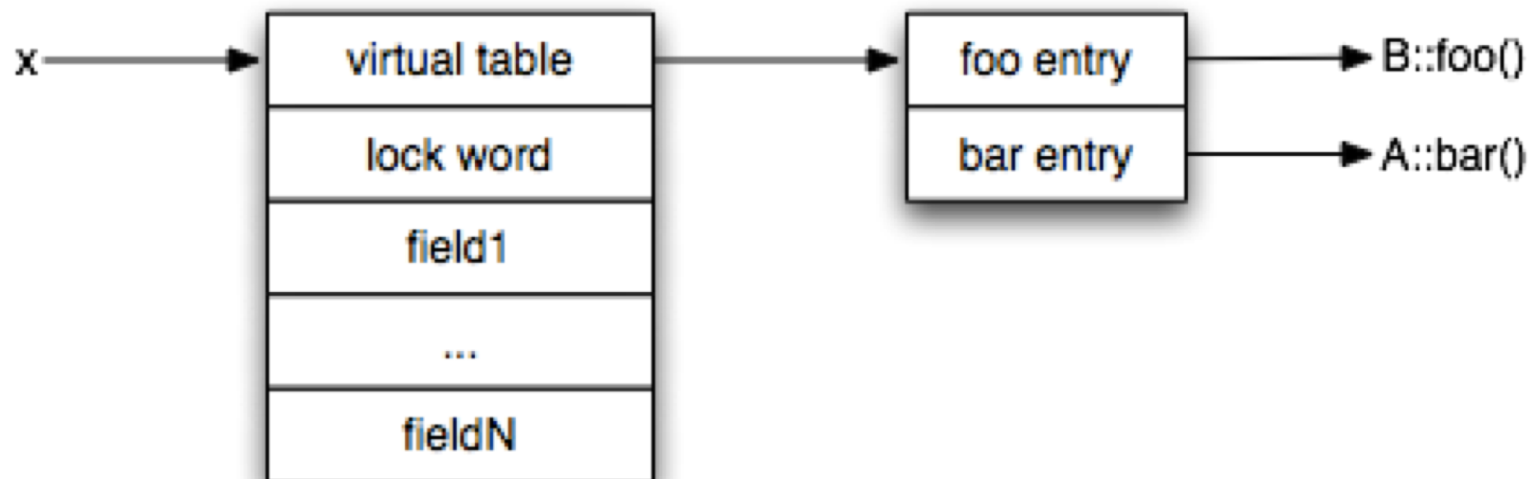 x virtual table foo entry B::foo()
lock word bar entry A::bar()
field1
...
fieldN